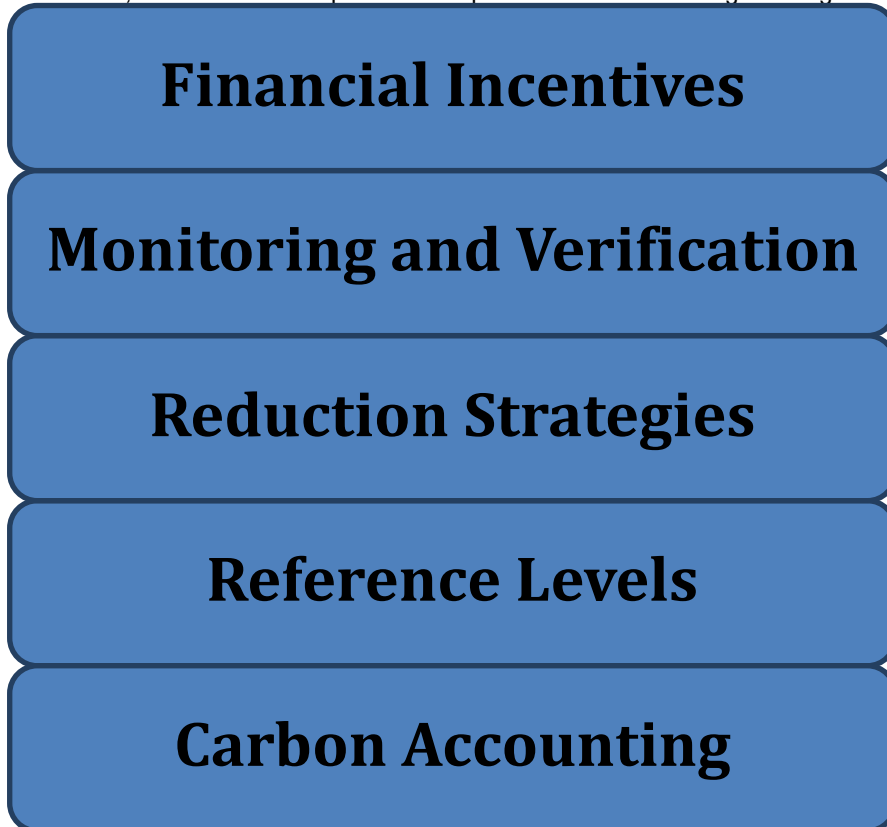 Financial Incentives
Monitoring and Verification
Reduction Strategies
Reference Levels
Carbon Accounting